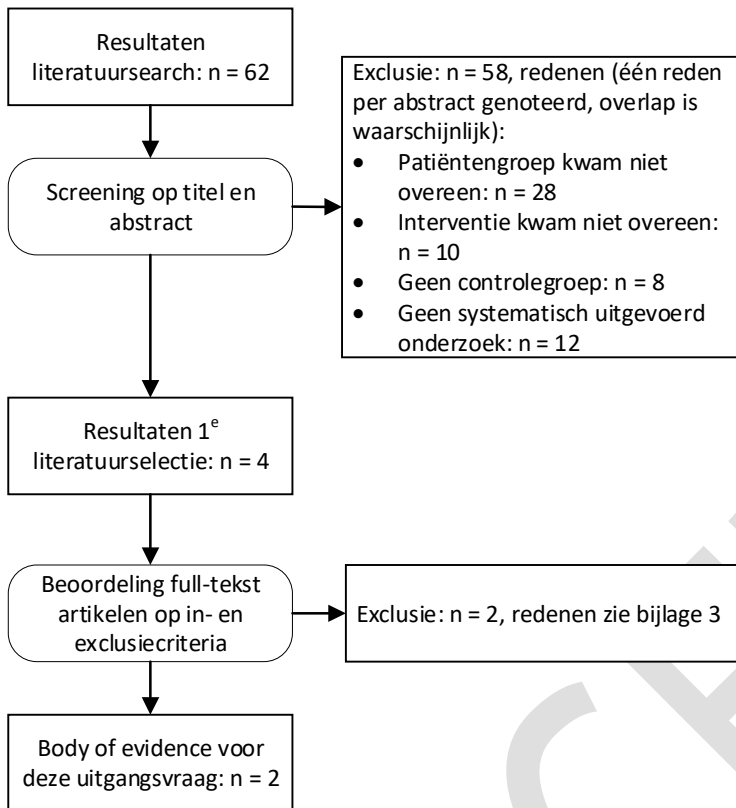 Resultaten
literatuursearch: n = 62
Exclusie: n = 58, redenen (één reden
per abstract genoteerd, overlap is
waarschijnlijk):
• Patiëntengroep kwam niet
overeen: n = 28
• Interventie kwam niet overeen:
n = 10
• Geen controlegroep: n = 8
• Geen systematisch uitgevoerd
onderzoek: n = 12
Screening op titel en
abstract
Resultaten 1e
literatuurselectie: n = 4
Beoordeling full-tekst
artikelen op in- en
exclusiecriteria
Exclusie: n = 2, redenen zie bijlage 3
Body of evidence voor
deze uitgangsvraag: n = 2